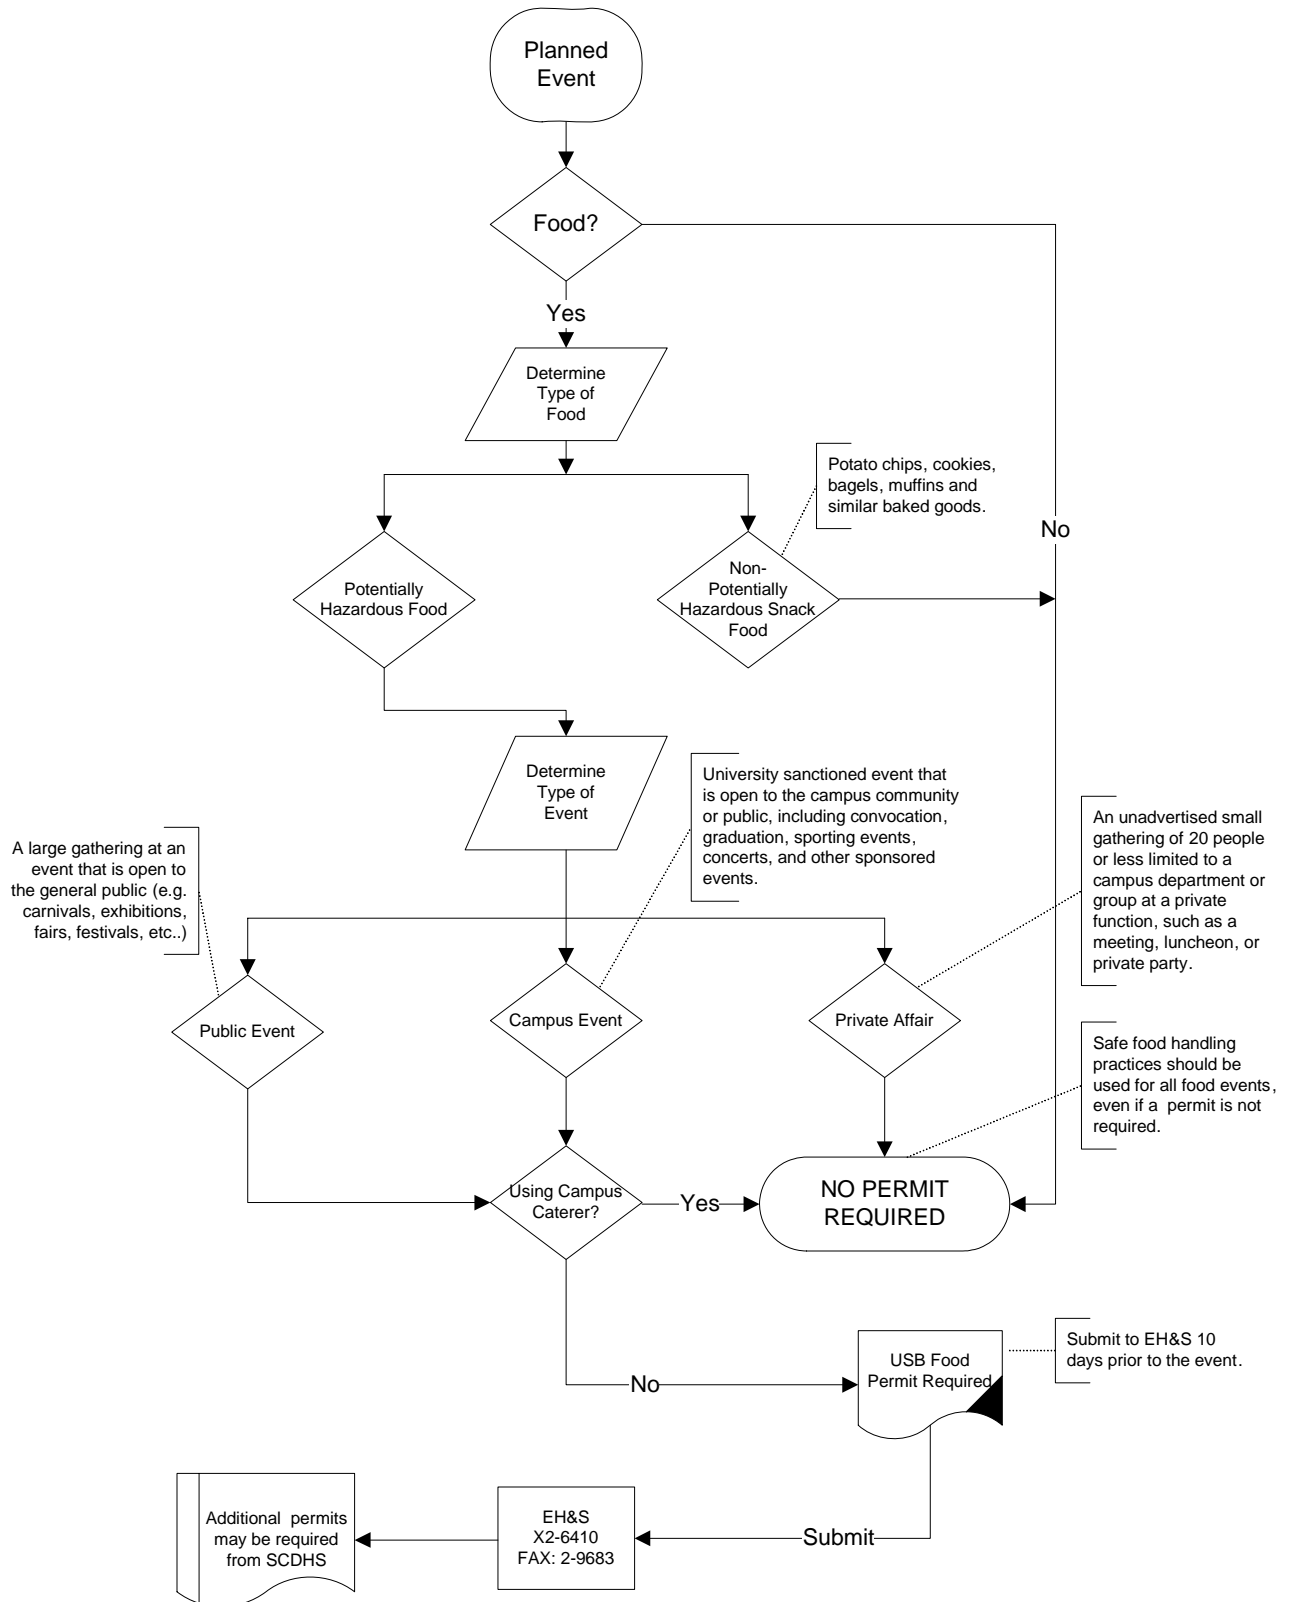 Planned
Event
Food?
Yes
Determine
Type of
Food
Potato chips, cookies,
bagels, muffins and
similar baked goods.
No
Potentially
Hazardous Food
Non-
Potentially
Hazardous Snack
Food
Determine
Type of
Event
University sanctioned event that
is open to the campus community
or public, including convocation,
graduation, sporting events,
concerts, and other sponsored
events.
An unadvertised small
gathering of 20 people
or less limited to a
campus department or
group at a private
function, such as a
meeting, luncheon, or
private party.
A large gathering at an
event that is open to
the general public (e.g.
carnivals, exhibitions,
fairs, festivals, etc..)
Public Event
Campus Event
Private Affair
Safe food handling
practices should be
used for all food events,
even if a permit is not
required.
Using Campus
Caterer?
Yes
NO PERMIT
REQUIRED
No
USB Food
Permit Required
Submit to EH&S 10
days prior to the event.
Submit
EH&S
X2-6410
FAX: 2-9683
Additional permits
may be required
from SCDHS